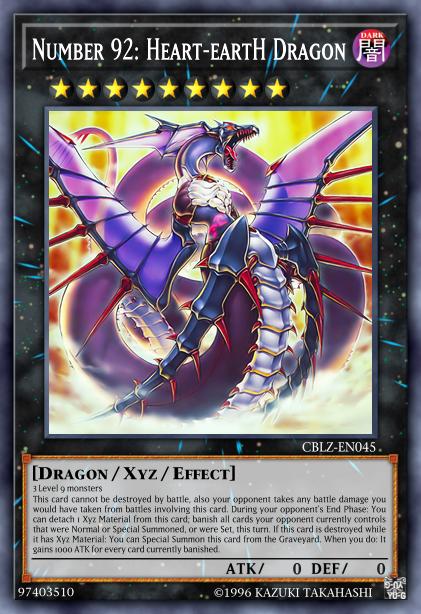 Number 92: Heart-eartH Dragon
DARK
闇
CBLZ-EN045
[Dragon / Xyz / Effect]
3 Level 9 monsters
This card cannot be destroyed by battle, also your opponent takes any battle damage you
would have taken from battles involving this card. During your opponent's End Phase: You
can detach 1 Xyz Material from this card; banish all cards your opponent currently controls
that were Normal or Special Summoned, or were Set, this turn. If this card is destroyed while
it has Xyz Material: You can Special Summon this card from the Graveyard. When you do: It
gains 1000 ATK for every card currently banished.
ATK/ 0 DEF/ 0
97403510
©1996 KAZUKI TAKAHASHI